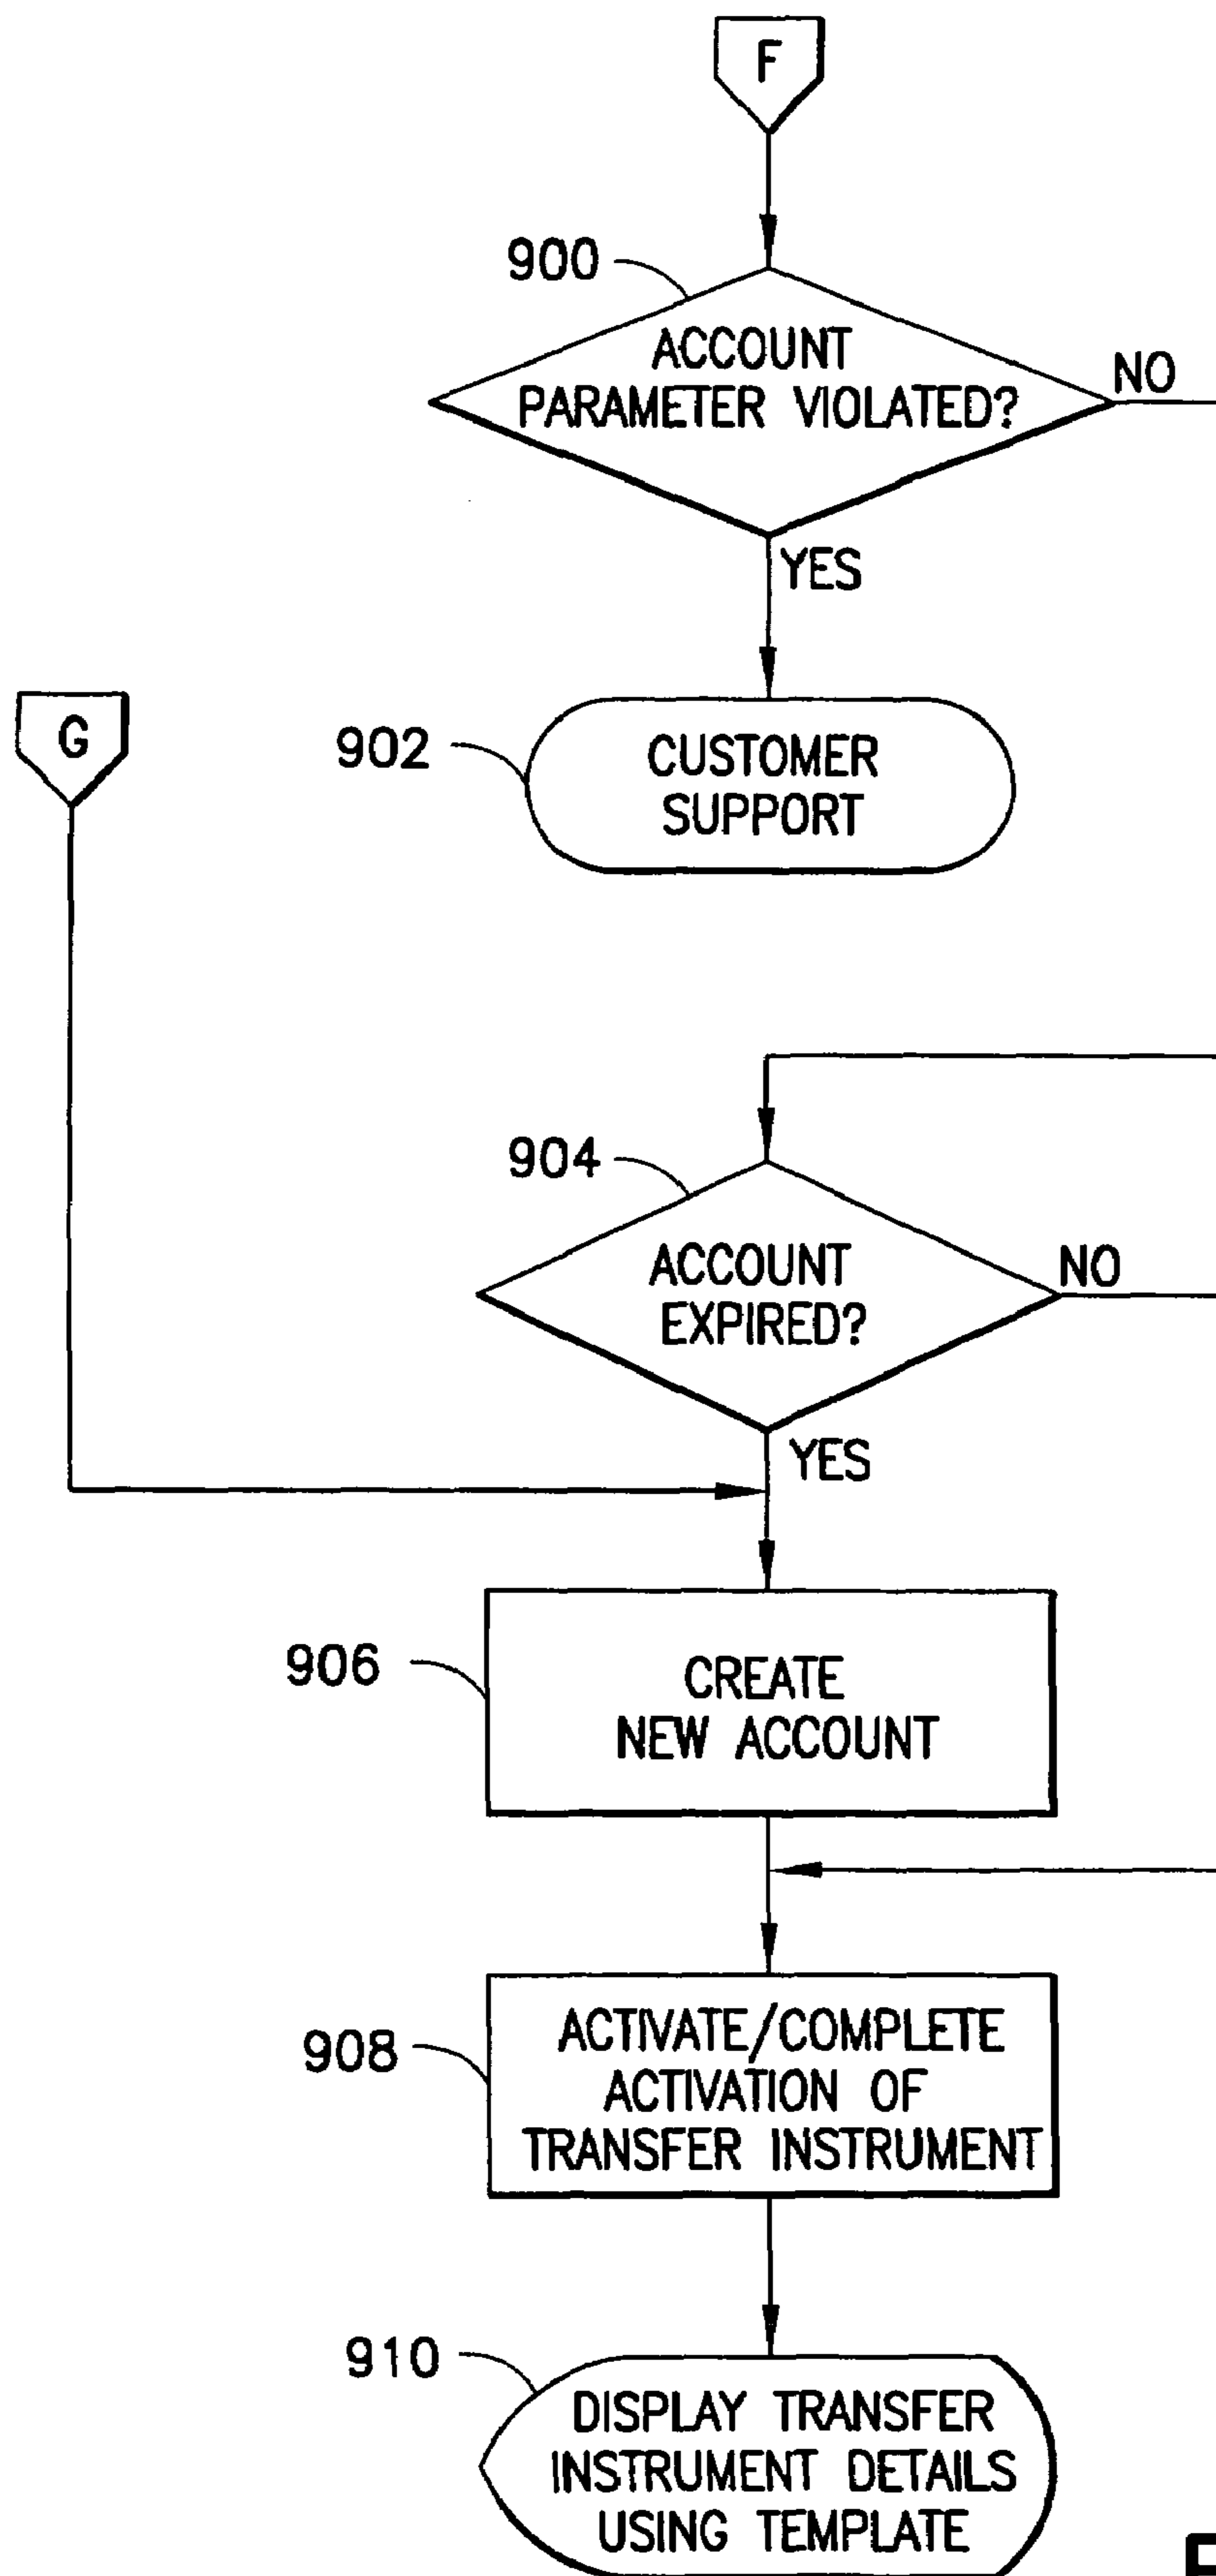 F
900
ACCOUNT
PARAMETER VIOLATED?
NO
YES
G
902
CUSTOMER
SUPPORT
904
ACCOUNT
EXPIRED?
NO
YES
906
CREATE
NEW ACCOUNT
908
ACTIVATE/COMPLETE
ACTIVATION OF
TRANSFER INSTRUMENT
910
DISPLAY TRANSFER
INSTRUMENT DETAILS
USING TEMPLATE